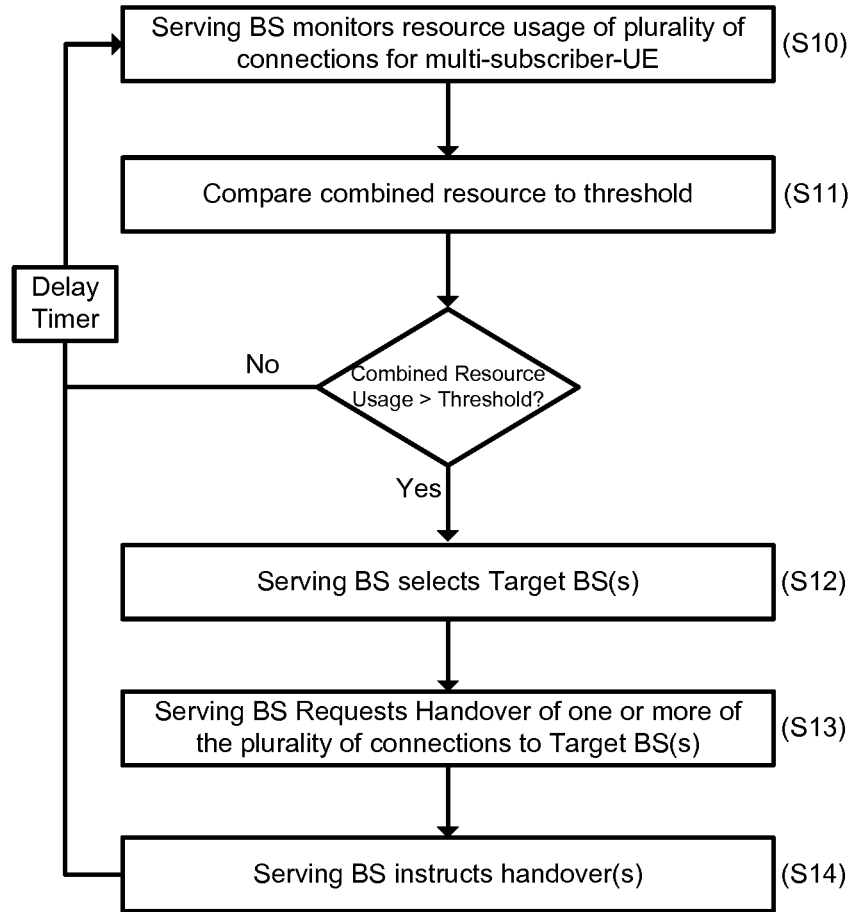 Serving BS monitors resource usage of plurality of
connections for multi-subscriber-UE
(S10)
Compare combined resource to threshold
(S11)
Delay
Timer
No
Combined Resource
Usage > Threshold?
Yes
Serving BS selects Target BS(s)
(S12)
Serving BS Requests Handover of one or more of
the plurality of connections to Target BS(s)
(S13)
Serving BS instructs handover(s)
(S14)